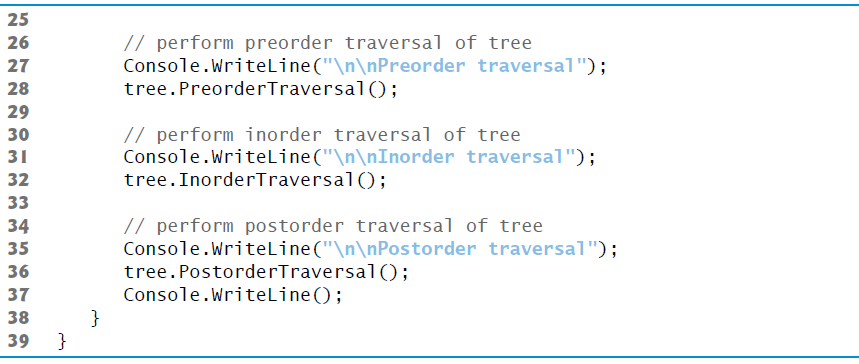 25
26 // perform preorder traversal of tree
27 Console.WriteLine("\n\nPreorder traversal");
28 tree.PreorderTraversal();
29
30 // perform inorder traversal of tree
31 Console.WriteLine("\n\nInorder traversal");
32 tree.InorderTraversal();
33
34 // perform postorder traversal of tree
35 Console.WriteLine("\n\nPostorder traversal");
36 tree.PostorderTraversal();
37 Console.WriteLine();
38 }
39 }